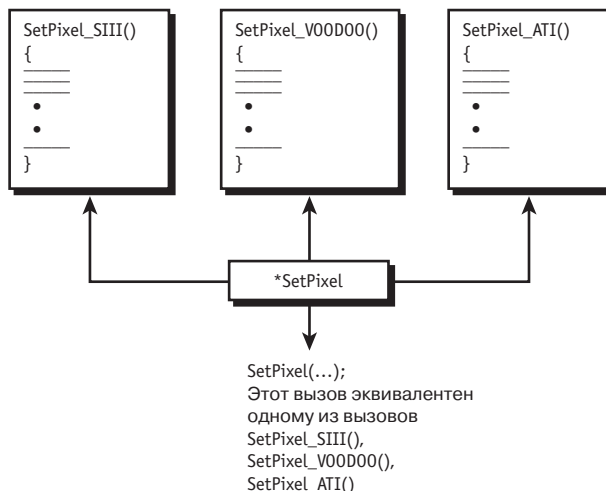 SetPixel_SIII()
{
•
•
}
SetPixel_VOODOO()
{
•
•
}
SetPixel_ATI()
{
•
•
}
*SetPixel
SetPixel(...);
Этот вызов эквивалентен
одному из вызовов
SetPixel_SIII(),
SetPixel_VOODOO(),
SetPixel_ATI()